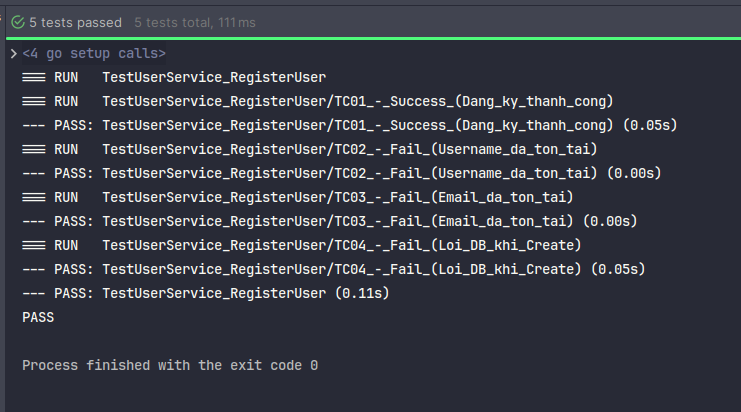 5 tests passed 5 tests total, 111 ms
<4 go setup calls>
=== RUN   TestUserService_RegisterUser
=== RUN   TestUserService_RegisterUser/TC01_-_Success_(Dang_ky_thanh_cong)
--- PASS: TestUserService_RegisterUser/TC01_-_Success_(Dang_ky_thanh_cong) (0.05s)
=== RUN   TestUserService_RegisterUser/TC02_-_Fail_(Username_da_ton_tai)
--- PASS: TestUserService_RegisterUser/TC02_-_Fail_(Username_da_ton_tai) (0.00s)
=== RUN   TestUserService_RegisterUser/TC03_-_Fail_(Email_da_ton_tai)
--- PASS: TestUserService_RegisterUser/TC03_-_Fail_(Email_da_ton_tai) (0.00s)
=== RUN   TestUserService_RegisterUser/TC04_-_Fail_(Loi_DB_khi_Create)
--- PASS: TestUserService_RegisterUser/TC04_-_Fail_(Loi_DB_khi_Create) (0.05s)
--- PASS: TestUserService_RegisterUser (0.11s)
PASS
Process finished with the exit code 0